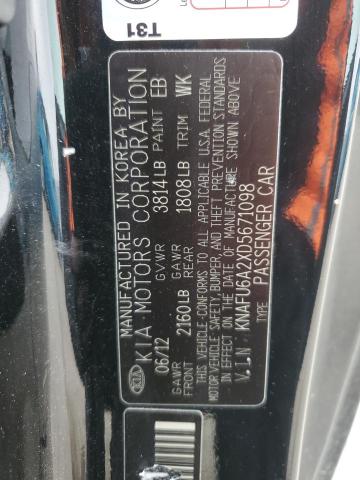 T31
MANUFACTURED IN KOREA BY
KIA MOTORS CORPORATION
06/12 GVWR 3814LB PAINT EB
GAWR FRONT 2160LB GAWR REAR 1808LB TRIM WK
THIS VEHICLE CONFORMS TO ALL APPLICABLE U.S.A. FEDERAL
MOTOR VEHICLE SAFETY, BUMPER, AND THEFT PREVENTION STANDARDS
IN EFFECT ON THE DATE OF MANUFACTURE SHOWN ABOVE
V.I.N KNAFU6A2XD5671098
TYPE PASSENGER CAR
KIA